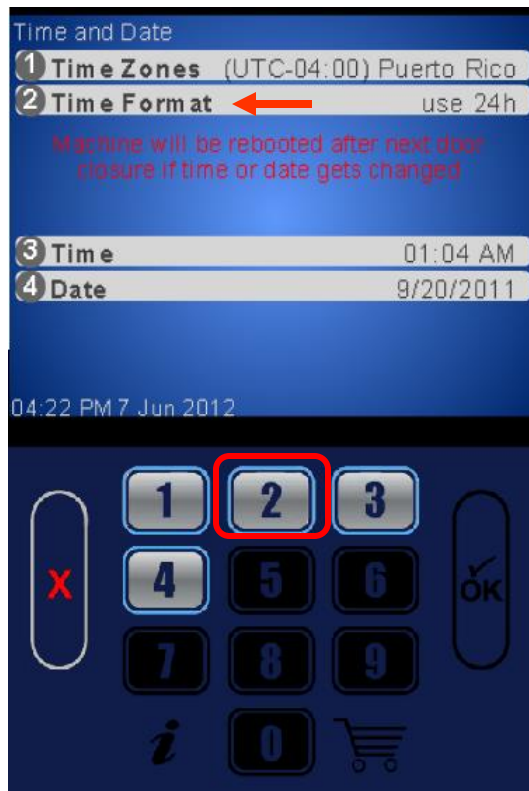 Time and Date
1 Time Zones (UTC-04:00) Puerto Rico
2 Time Format use 24h
Machine will be rebooted after next door
closure if time or date gets changed
3 Time 01:04 AM
4 Date 9/20/2011
04:22 PM 7 Jun 2012
1 2 3
X 4 5 6 OK
7 8 9
i 0